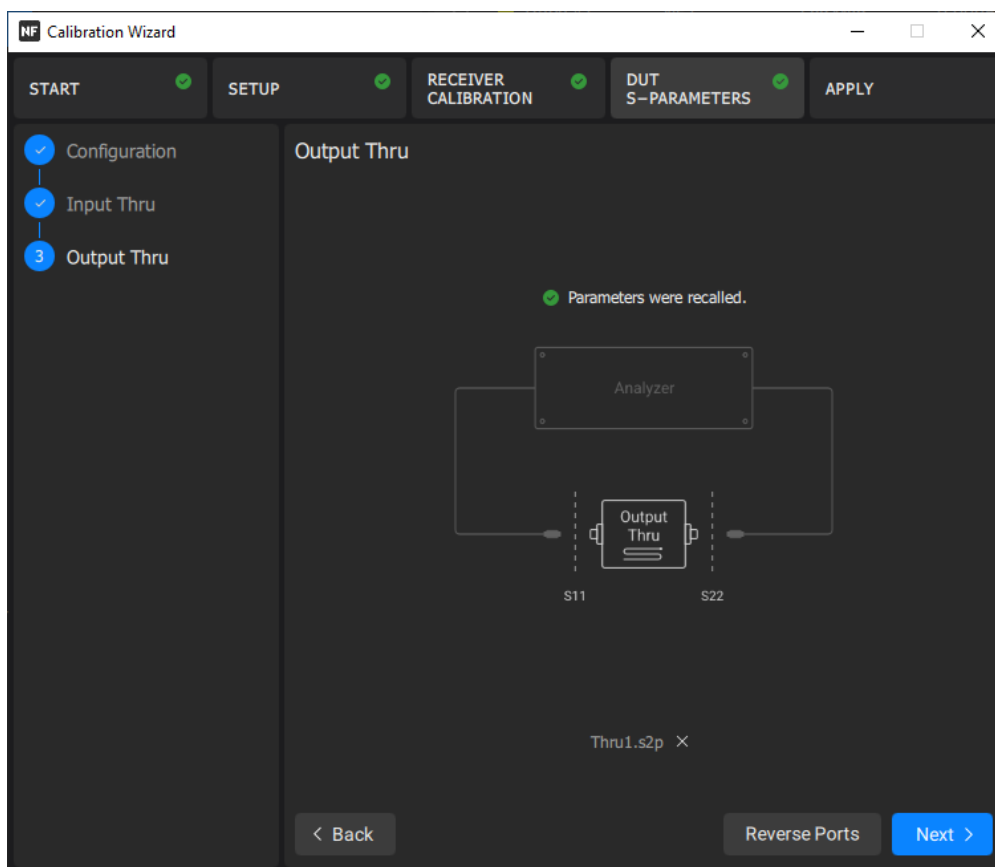 NF Calibration Wizard
START
SETUP
RECEIVER
CALIBRATION
DUT
S-PARAMETERS
APPLY
Configuration
Input Thru
3 Output Thru
Output Thru
Parameters were recalled.
Analyzer
Output
Thru
S11
S22
Thru1.s2p
Back
Reverse Ports
Next